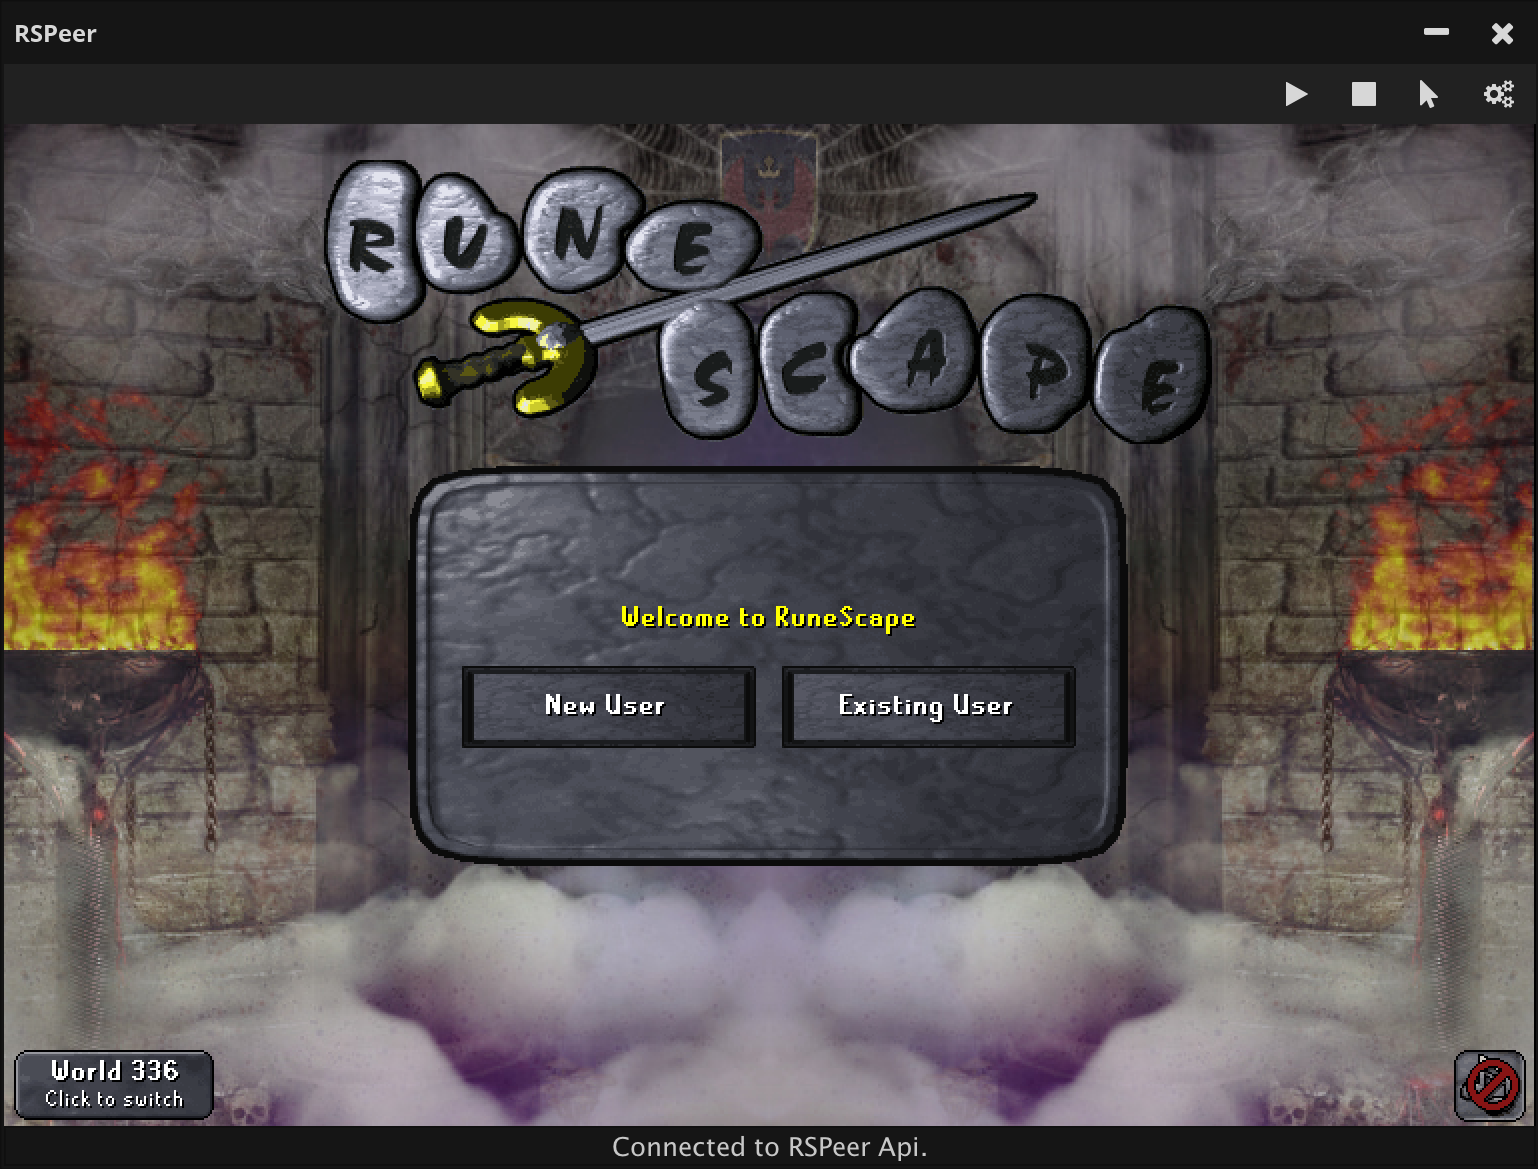 RSPeer
RUNE
SCAPE
Welcome to RuneScape
New User
Existing User
World 336
Click to switch
Connected to RSPeer Api.